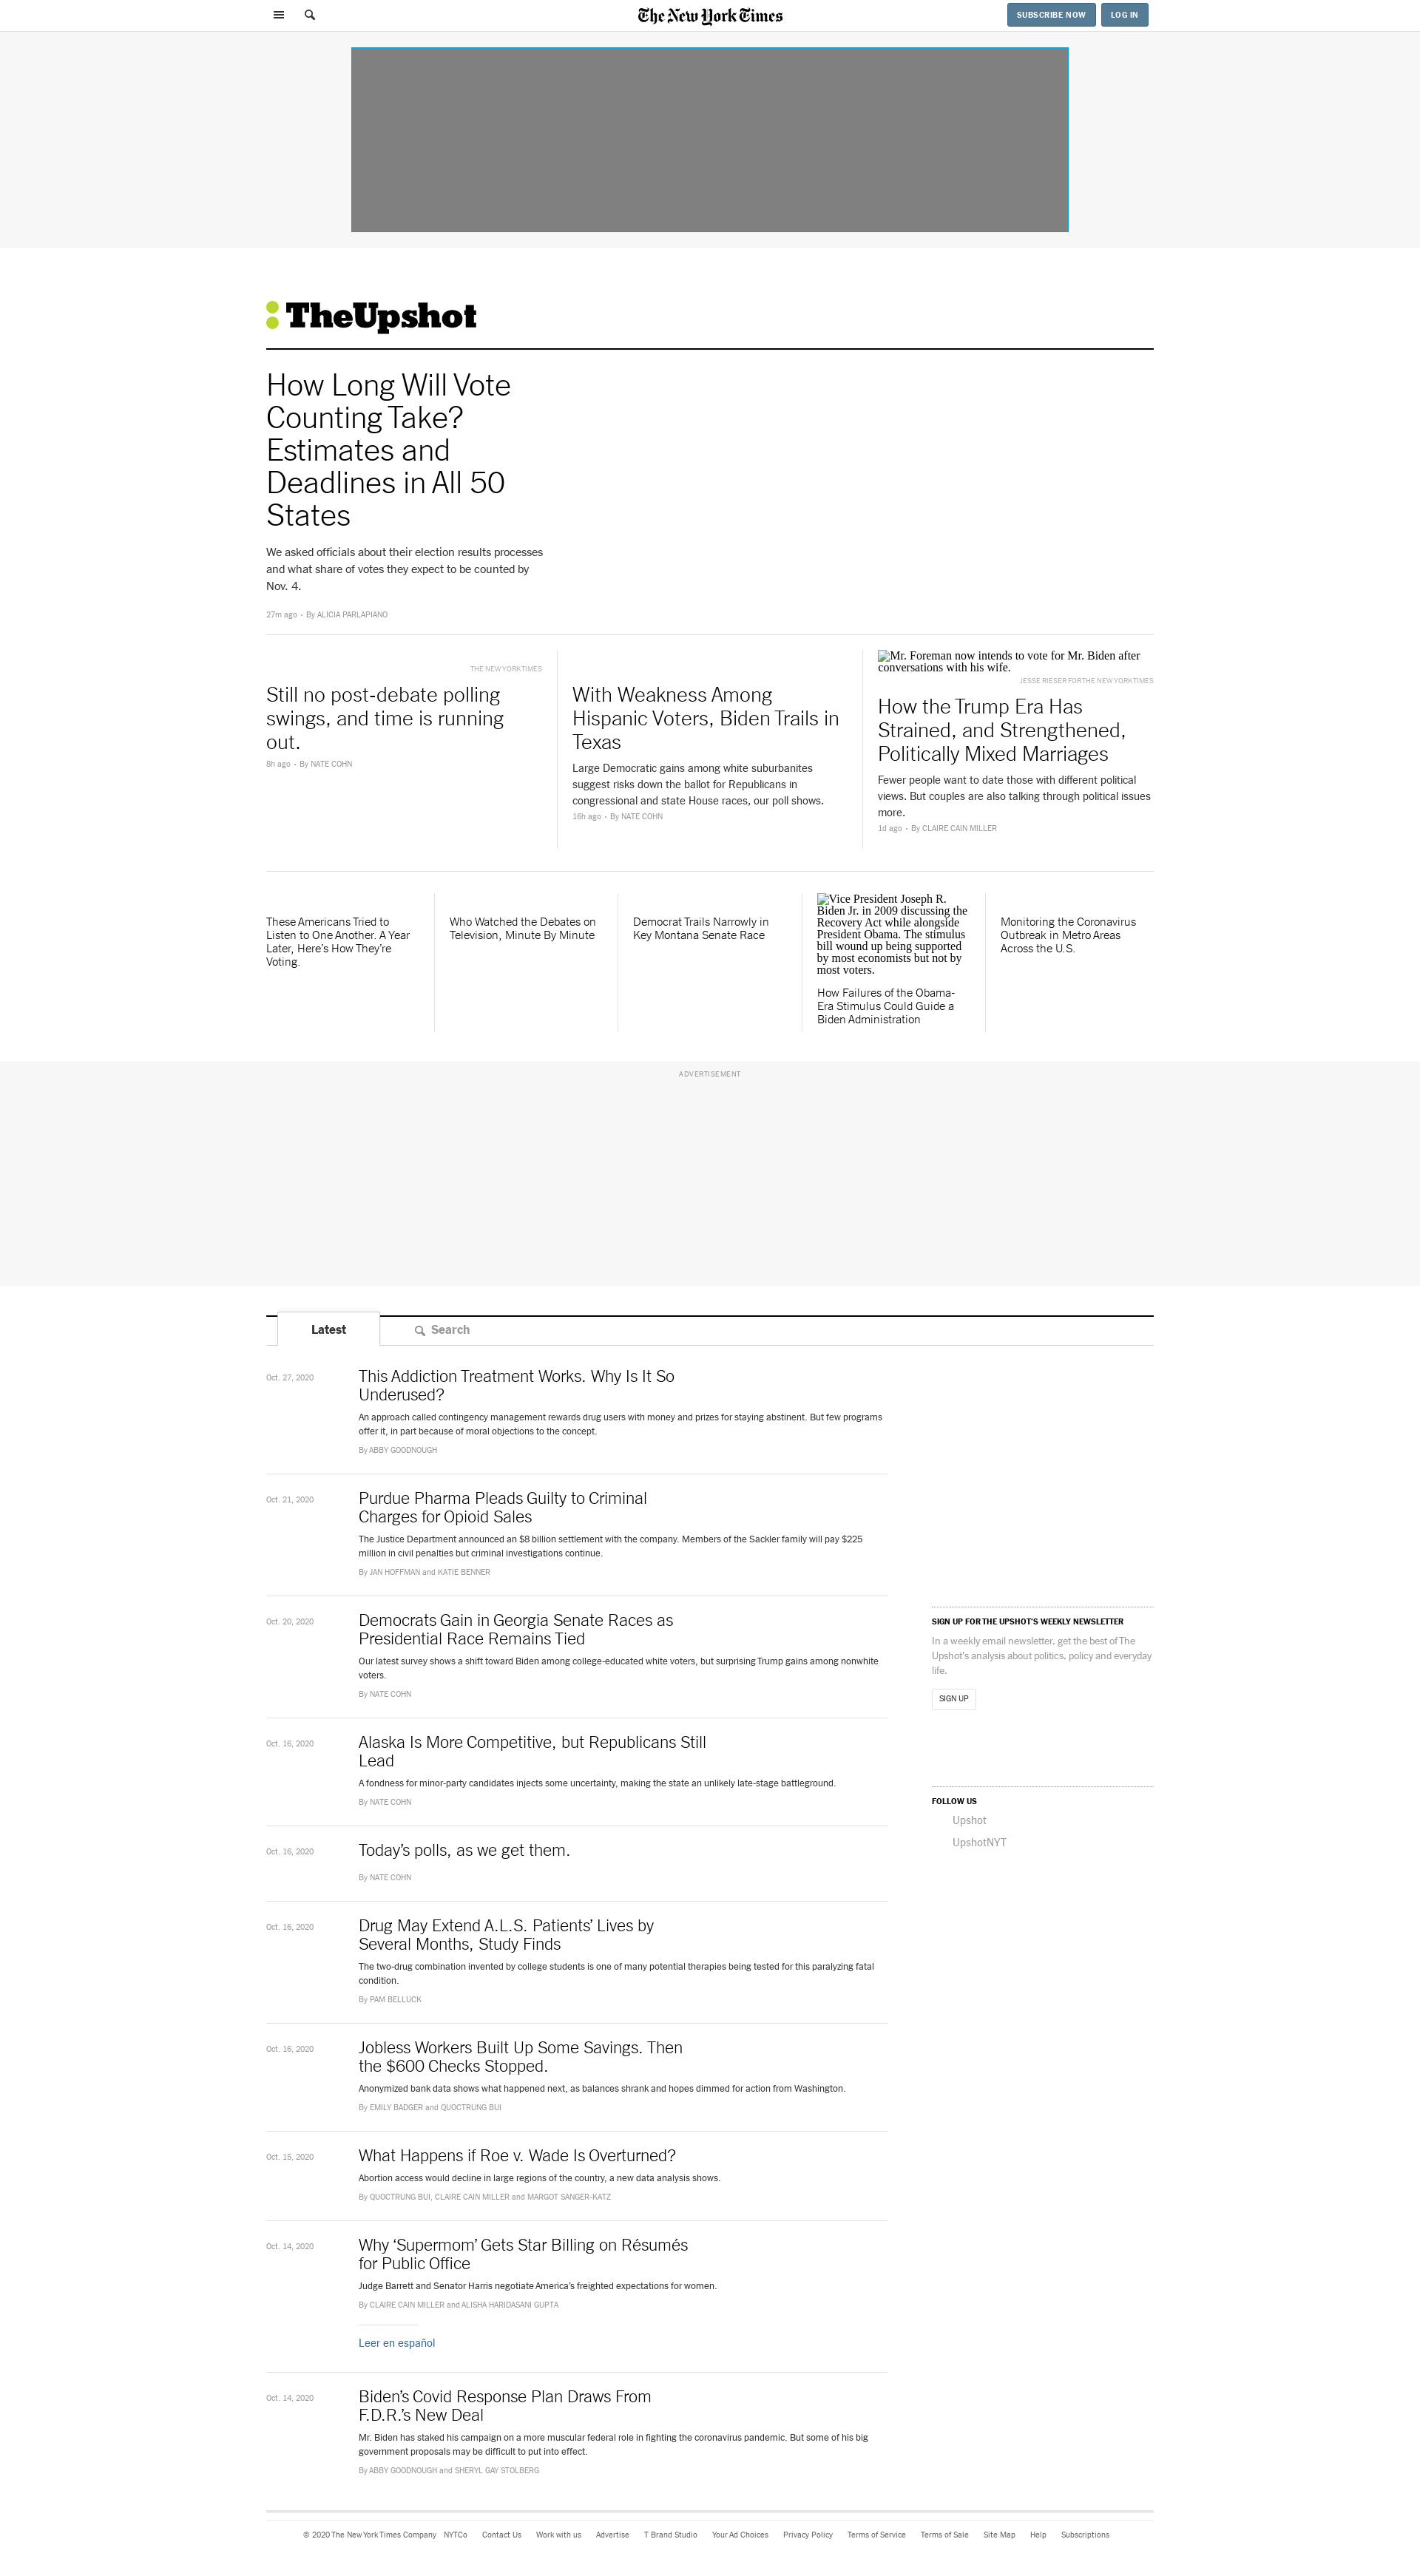 The New York Times
SUBSCRIBE NOW
LOG IN
TheUpshot
How Long Will Vote
Counting Take?
Estimates and
Deadlines in All 50
States
We asked officials about their election results processes
and what share of votes they expect to be counted by
Nov. 4.
27m ago • By ALICIA PARLAPIANO
THE NEW YORK TIMES
Still no post-debate polling
swings, and time is running
out.
8h ago • By NATE COHN
With Weakness Among
Hispanic Voters, Biden Trails in
Texas
Large Democratic gains among white suburbanites
suggest risks down the ballot for Republicans in
congressional and state House races, our poll shows.
16h ago • By NATE COHN
Mr. Foreman now intends to vote for Mr. Biden after
conversations with his wife.
JESSE RIESER FOR THE NEW YORK TIMES
How the Trump Era Has
Strained, and Strengthened,
Politically Mixed Marriages
Fewer people want to date those with different political
views. But couples are also talking through political issues
more.
1d ago • By CLAIRE CAIN MILLER
These Americans Tried to
Listen to One Another. A Year
Later, Here’s How They’re
Voting.
Who Watched the Debates on
Television, Minute By Minute
Democrat Trails Narrowly in
Key Montana Senate Race
Vice President Joseph R.
Biden Jr. in 2009 discussing the
Recovery Act while alongside
President Obama. The stimulus
bill wound up being supported
by most economists but not by
most voters.
How Failures of the Obama-
Era Stimulus Could Guide a
Biden Administration
Monitoring the Coronavirus
Outbreak in Metro Areas
Across the U.S.
ADVERTISEMENT
Latest
Search
Oct. 27, 2020
This Addiction Treatment Works. Why Is It So
Underused?
An approach called contingency management rewards drug users with money and prizes for staying abstinent. But few programs
offer it, in part because of moral objections to the concept.
By ABBY GOODNOUGH
Oct. 21, 2020
Purdue Pharma Pleads Guilty to Criminal
Charges for Opioid Sales
The Justice Department announced an $8 billion settlement with the company. Members of the Sackler family will pay $225
million in civil penalties but criminal investigations continue.
By JAN HOFFMAN and KATIE BENNER
Oct. 20, 2020
Democrats Gain in Georgia Senate Races as
Presidential Race Remains Tied
Our latest survey shows a shift toward Biden among college-educated white voters, but surprising Trump gains among nonwhite
voters.
By NATE COHN
Oct. 16, 2020
Alaska Is More Competitive, but Republicans Still
Lead
A fondness for minor-party candidates injects some uncertainty, making the state an unlikely late-stage battleground.
By NATE COHN
Oct. 16, 2020
Today’s polls, as we get them.
By NATE COHN
Oct. 16, 2020
Drug May Extend A.L.S. Patients’ Lives by
Several Months, Study Finds
The two-drug combination invented by college students is one of many potential therapies being tested for this paralyzing fatal
condition.
By PAM BELLUCK
Oct. 16, 2020
Jobless Workers Built Up Some Savings. Then
the $600 Checks Stopped.
Anonymized bank data shows what happened next, as balances shrank and hopes dimmed for action from Washington.
By EMILY BADGER and QUOCTRUNG BUI
Oct. 15, 2020
What Happens if Roe v. Wade Is Overturned?
Abortion access would decline in large regions of the country, a new data analysis shows.
By QUOCTRUNG BUI, CLAIRE CAIN MILLER and MARGOT SANGER-KATZ
Oct. 14, 2020
Why ‘Supermom’ Gets Star Billing on Résumés
for Public Office
Judge Barrett and Senator Harris negotiate America’s freighted expectations for women.
By CLAIRE CAIN MILLER and ALISHA HARIDASANI GUPTA
Leer en español
Oct. 14, 2020
Biden’s Covid Response Plan Draws From
F.D.R.’s New Deal
Mr. Biden has staked his campaign on a more muscular federal role in fighting the coronavirus pandemic. But some of his big
government proposals may be difficult to put into effect.
By ABBY GOODNOUGH and SHERYL GAY STOLBERG
SIGN UP FOR THE UPSHOT’S WEEKLY NEWSLETTER
In a weekly email newsletter, get the best of The
Upshot’s analysis about politics, policy and everyday
life.
SIGN UP
FOLLOW US
Upshot
UpshotNYT
© 2020 The New York Times Company NYTCo Contact Us Work with us Advertise T Brand Studio Your Ad Choices Privacy Policy Terms of Service Terms of Sale Site Map Help Subscriptions